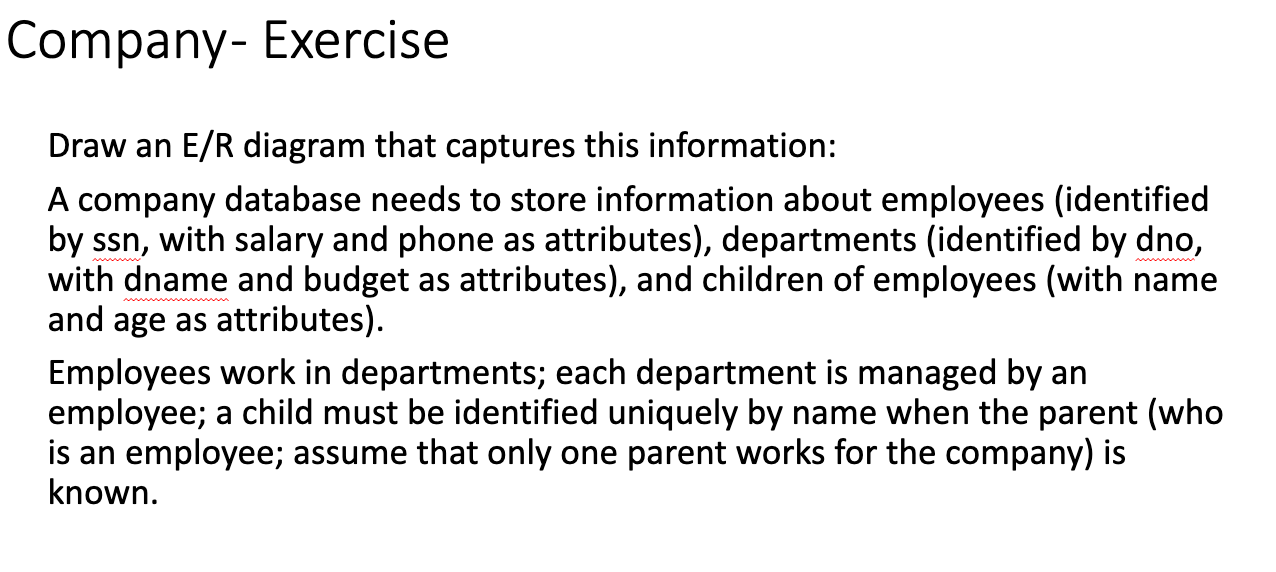 Company- Exercise
Draw an E/R diagram that captures this information:
A company database needs to store information about employees (identified
by ssn, with salary and phone as attributes), departments (identified by dno,
with dname and budget as attributes), and children of employees (with name
and age as attributes).
Employees work in departments; each department is managed by an
employee; a child must be identified uniquely by name when the parent (who
is an employee; assume that only one parent works for the company) is
known.